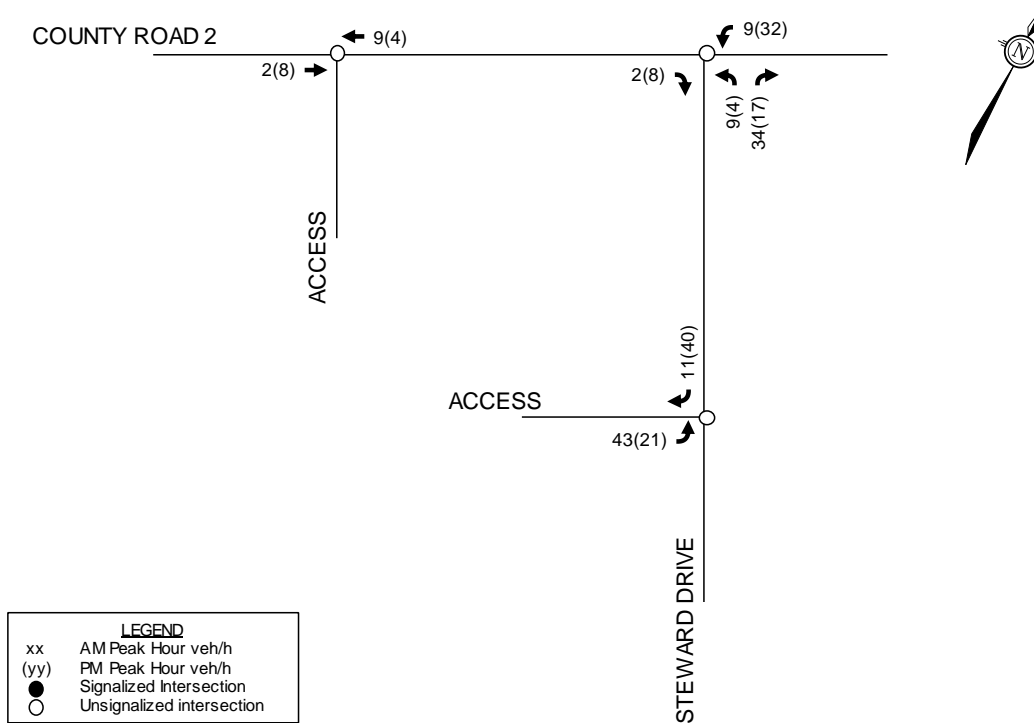 COUNTY ROAD 2
9(4)
9(32)
2(8)
2(8)
9(4)
34(17)
N
ACCESS
11(40)
ACCESS
43(21)
STEWARD DRIVE
LEGEND
xx AM Peak Hour veh/h
(yy) PM Peak Hour veh/h
Signalized Intersection
Unsignalized intersection